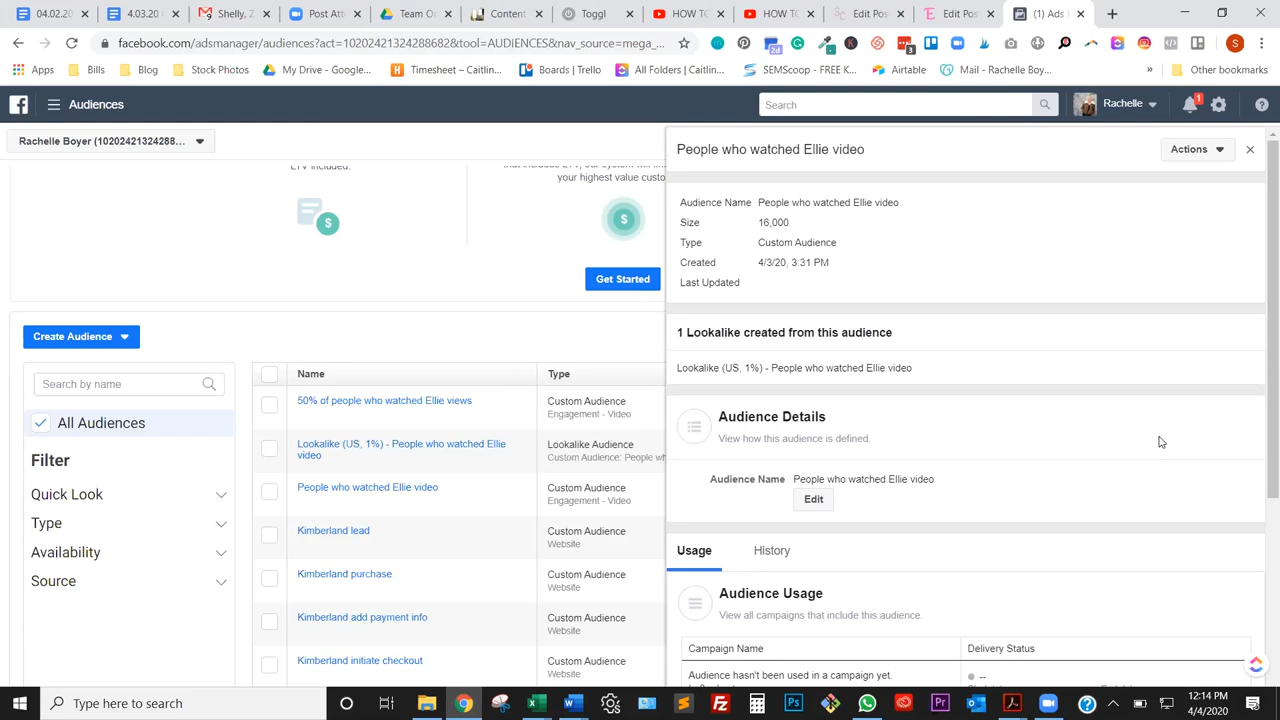 04.02.20
4.03.20
Shelly, Z
Post Att
Team O
Content
Toggl
HOW TO
HOW TO
Edit Pos
Edit Post
(1) Ads
facebook.com/adsmanager/audiences?act=10202421324288682&tool=AUDIENCES&nav_source=mega_...
2d
3
S
Apps
Bills
Blog
Stock Photos
My Drive - Google...
Timesheet – Caitlin...
Boards | Trello
All Folders | Caitlin...
SEMScoop - FREE K...
Airtable
Mail - Rachelle Boy...
»
Other bookmarks
Audiences
Search
Rachelle
1
Rachelle Boyer (10202421324288...
LTV included.
that includes LTV, our system will
your highest value custo
Get Started
Create Audience
Search by name
All Audiences
Filter
Quick Look
Type
Availability
Source
Name
Type
50% of people who watched Ellie views
Custom Audience
Engagement - Video
Lookalike (US, 1%) - People who watched Ellie
video
Lookalike Audience
Custom Audience: People wh
People who watched Ellie video
Custom Audience
Engagement - Video
Kimberland lead
Custom Audience
Website
Kimberland purchase
Custom Audience
Website
Kimberland add payment info
Custom Audience
Website
Kimberland initiate checkout
Custom Audience
Website
People who watched Ellie video
Actions
Audience Name People who watched Ellie video
Size 16,000
Type Custom Audience
Created 4/3/20, 3:31 PM
Last Updated
1 Lookalike created from this audience
Lookalike (US, 1%) - People who watched Ellie video
Audience Details
View how this audience is defined.
Audience Name People who watched Ellie video
Edit
Usage
History
Audience Usage
View all campaigns that include this audience.
Campaign Name
Delivery Status
Audience hasn't been used in a campaign yet.
--
Type here to search
12:14 PM
4/4/2020